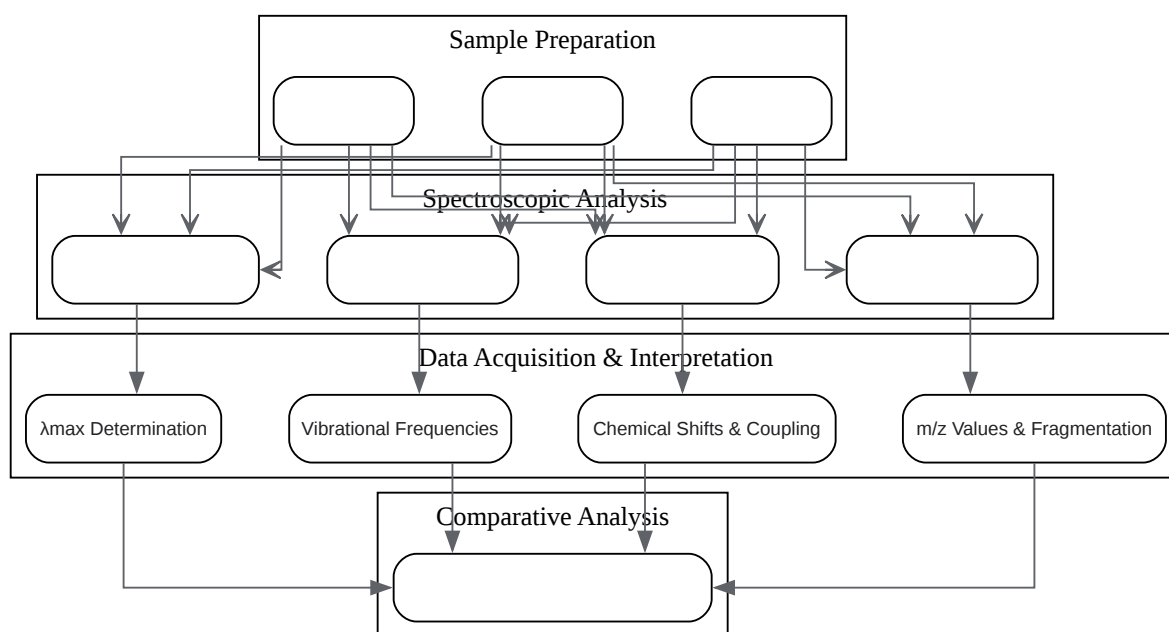 Sample Preparation
Spectroscopic Analysis
Data Acquisition & Interpretation
λmax Determination
Vibrational Frequencies
Chemical Shifts & Coupling
m/z Values & Fragmentation
Comparative Analysis